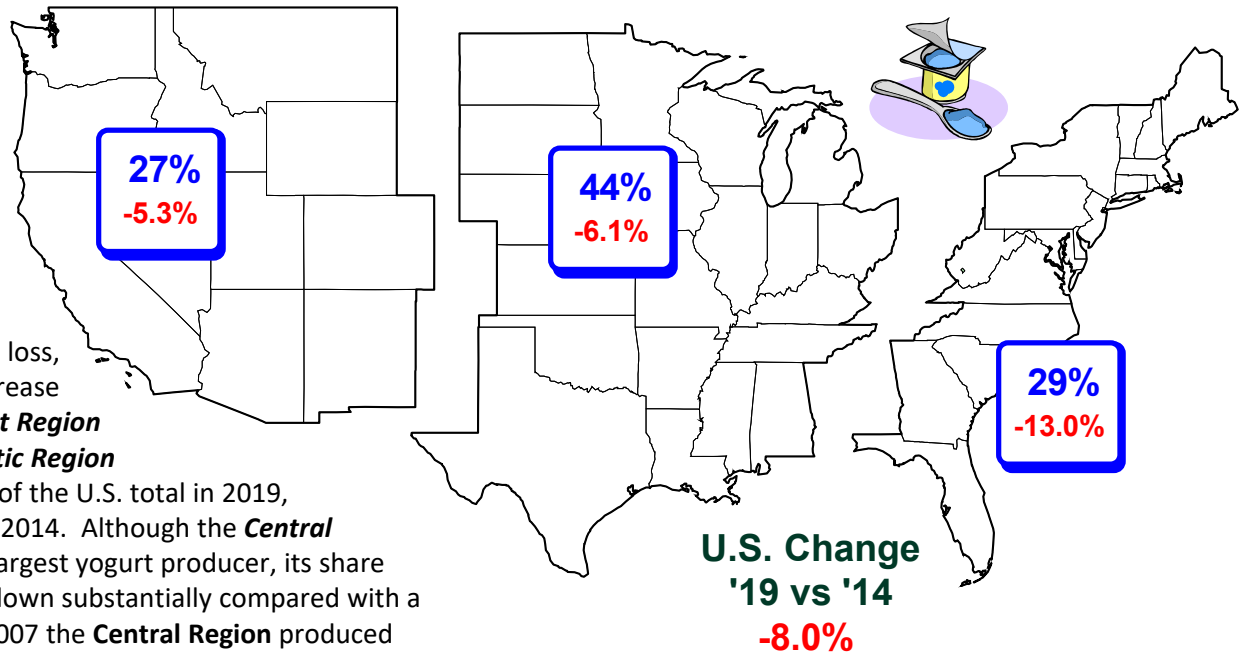 27%
-5.3%
44%
-6.1%
29%
-13.0%
loss,
rease
t Region
tic Region
of the U.S. total in 2019,
2014.  Although the Central
argest yogurt producer, its share
down substantially compared with a
007 the Central Region produced
U.S. Change
'19 vs '14
-8.0%